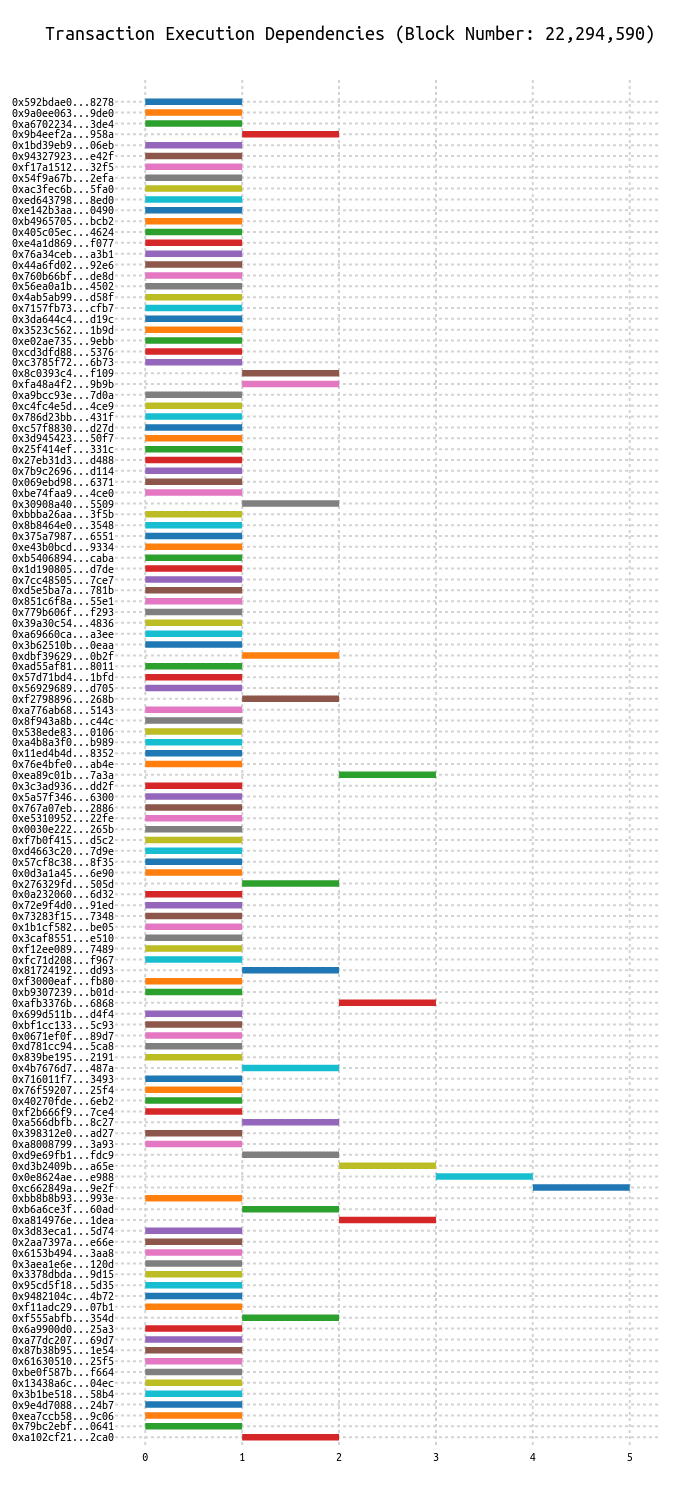 Transaction Execution Dependencies (Block Number: 22,294,590)
0x592bdae0...8278
0x9a0ee063...9de0
0xa6702234...3de4
0x9b4eef2a...958a
0x1bd39eb9...06eb
0x94327923...e42f
0xf17a1512...32f5
0x54f9a67b...2efa
0xac3fec6b...5fa0
0xed643798...8ed0
0xe142b3aa...0490
0xb4965705...bcb2
0x405c05ec...4624
0xe4a1d869...f077
0x76a34ceb...a3b1
0x44a6fd02...92e6
0x760b66bf...de8d
0x56ea0a1b...4502
0x4ab5ab99...d58f
0x7157fb73...cfb7
0x3da644c4...d19c
0x3523c562...1b9d
0xe02ae735...9ebb
0xcd3dfd88...5376
0xc3785f72...6b73
0x8c0393c4...f109
0xfa48a4f2...9b9b
0xa9bcc93e...7d0a
0xc4fc4e5d...4ce9
0x786d23bb...431f
0xc57f8830...d27d
0x3d945423...50f7
0x25f414ef...331c
0x27eb31d3...d488
0x7b9c2696...d114
0x069ebd98...6371
0xbe74faa9...4ce0
0x30908a40...5509
0xbbba26aa...3f5b
0x8b8464e0...3548
0x375a7987...6551
0xe43b0bcd...9334
0xb5406894...caba
0x1d190805...d7de
0x7cc48505...7ce7
0xd5e5ba7a...781b
0x851c6f8a...55e1
0x779b606f...f293
0x39a30c54...4836
0xa69660ca...a3ee
0x3b62510b...0eaa
0xdbf39629...0b2f
0xad55af81...8011
0x57d71bd4...1bfd
0x56929689...d705
0xf2798896...268b
0xa776ab68...5143
0x8f943a8b...c44c
0x538ede83...0106
0xa4b8a3f0...b989
0x11ed4b4d...8352
0x76e4bfe0...ab4e
0xea89c01b...7a3a
0x3c3ad936...dd2f
0x5a57f346...6300
0x767a07eb...2886
0xe5310952...22fe
0x0030e222...265b
0xf7b0f415...d5c2
0xd4663c20...7d9e
0x57cf8c38...8f35
0x0d3a1a45...6e90
0x276329fd...505d
0x0a232060...6d32
0x72e9f4d0...91ed
0x73283f15...7348
0x1b1cf582...be05
0x3caf8551...e510
0xf12ee089...7489
0xfc71d208...f967
0x81724192...dd93
0xf3000eaf...fb80
0xb9307239...b01d
0xafb3376b...6868
0x699d511b...d4f4
0xbf1cc133...5c93
0x0671ef0f...89d7
0xd781cc94...5ca8
0x839be195...2191
0x4b7676d7...487a
0x716011f7...3493
0x76f59207...25f4
0x40270fde...6eb2
0xf2b666f9...7ce4
0xa566dbfb...8c27
0x398312e0...ad27
0xa8008799...3a93
0xd9e69fb1...fdc9
0xd3b2409b...a65e
0x0e8624ae...e988
0xc662849a...9e2f
0xbb8b8b93...993e
0xb6a6ce3f...60ad
0xa814976e...1dea
0x3d83eca1...5d74
0x2aa7397a...e66e
0x6153b494...3aa8
0x3aea1e6e...120d
0x3378dbda...9d15
0x95cd5f18...5d35
0x9482104c...4b72
0xf11adc29...07b1
0xf555abfb...354d
0x6a9900d0...25a3
0xa77dc207...69d7
0x87b38b95...1e54
0x61630510...25f5
0xbe0f587b...f664
0x13438a6c...04ec
0x3b1be518...58b4
0x9e4d7088...24b7
0xea7ccb58...9c06
0x79bc2ebf...0641
0xa102cf21...2ca0
0 1 2 3 4 5